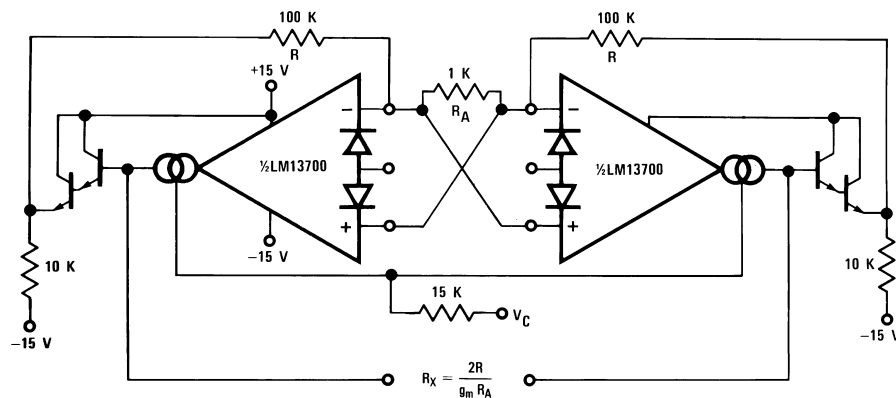 100 K
R
100 K
R
+15 V
1 K
R_A
−
−
½LM13700
½LM13700
+
+
−15 V
10 K
10 K
15 K
V_C
−15 V
−15 V
R_X = 2R / g_m R_A